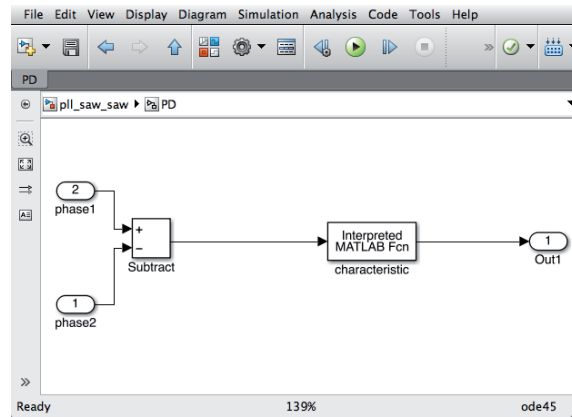 File Edit View Display Diagram Simulation Analysis Code Tools Help
»
PD
pll_saw_saw PD
2
phase1
+
−
Subtract
Interpreted
MATLAB Fcn
characteristic
1
Out1
1
phase2
»
Ready 139% ode45